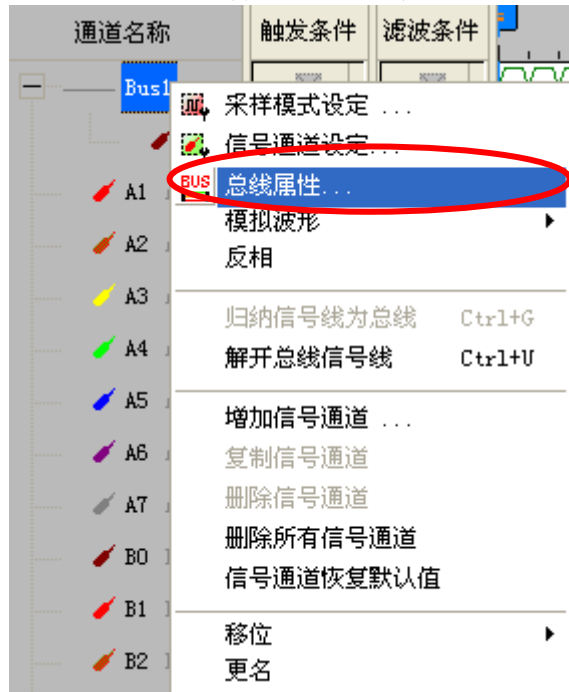 通道名称
触发条件
滤波条件
Bus1
采样模式设定 ...
信号通道设定...
BUS 总线属性...
A1
模拟波形
A2
反相
A3
归纳信号线为总线 Ctrl+G
A4
解开总线信号线 Ctrl+U
A5
增加信号通道 ...
A6
复制信号通道
A7
删除信号通道
B0
删除所有信号通道
信号通道恢复默认值
B1
移位
B2
更名